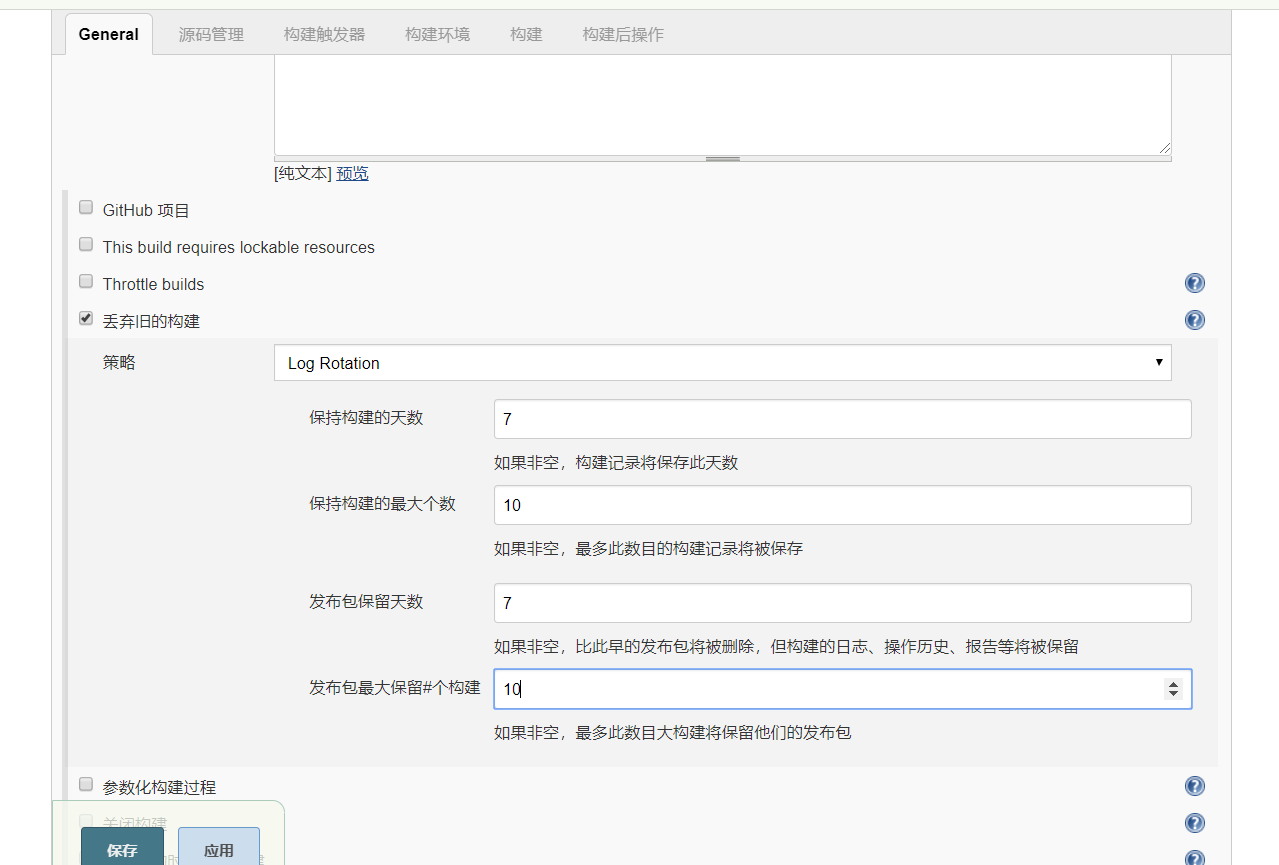 General 源码管理 构建触发器 构建环境 构建 构建后操作
[纯文本] 预览
GitHub 项目
This build requires lockable resources
Throttle builds
丢弃旧的构建
策略 Log Rotation
保持构建的天数 7
如果非空，构建记录将保存此天数
保持构建的最大个数 10
如果非空，最多此数目的构建记录将被保存
发布包保留天数 7
如果非空，比此早的发布包将被删除，但构建的日志、操作历史、报告等将被保留
发布包最大保留#个构建 10
如果非空，最多此数目大构建将保留他们的发布包
参数化构建过程
关闭构建
保存 应用